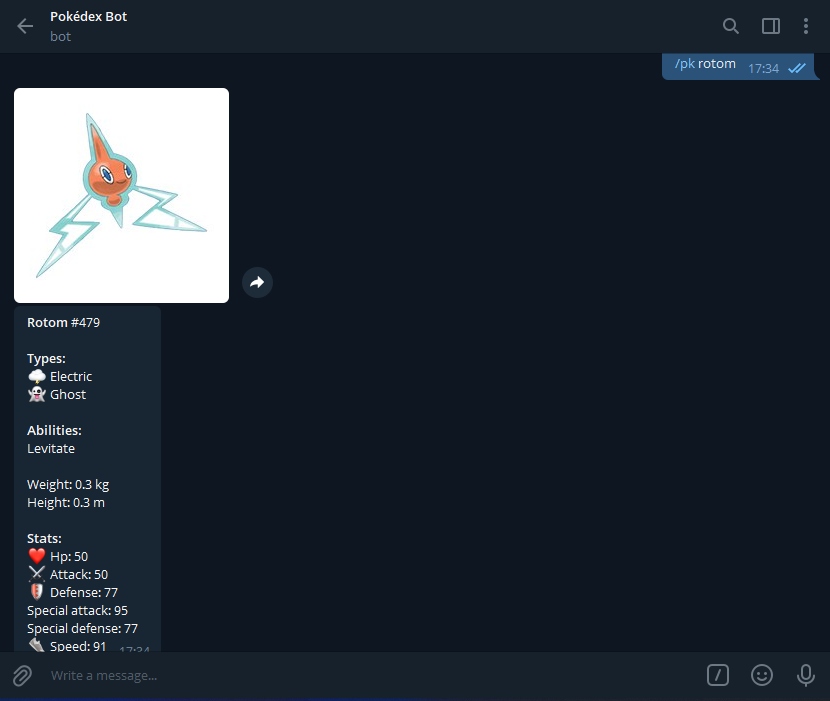 Pokédex Bot
bot
/pk rotom 17:34
Rotom #479
Types:
Electric
Ghost
Abilities:
Levitate
Weight: 0.3 kg
Height: 0.3 m
Stats:
Hp: 50
Attack: 50
Defense: 77
Special attack: 95
Special defense: 77
Speed: 91 17:34
Write a message...